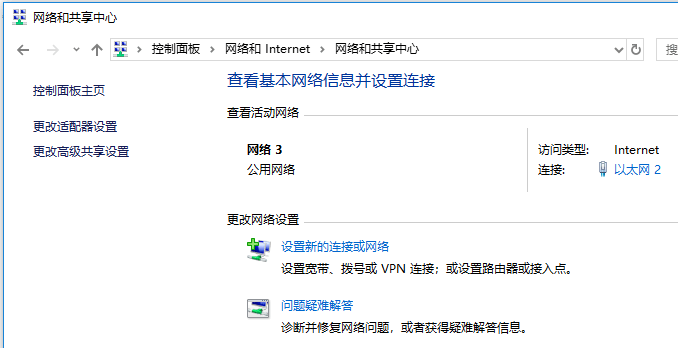 网络和共享中心
控制面板 网络和 Internet 网络和共享中心 搜
控制面板主页
更改适配器设置
更改高级共享设置
查看基本网络信息并设置连接
查看活动网络
网络 3
公用网络
访问类型: Internet
连接: 以太网 2
更改网络设置
设置新的连接或网络
设置宽带、拨号或 VPN 连接；或设置路由器或接入点。
问题疑难解答
诊断并修复网络问题，或者获得疑难解答信息。